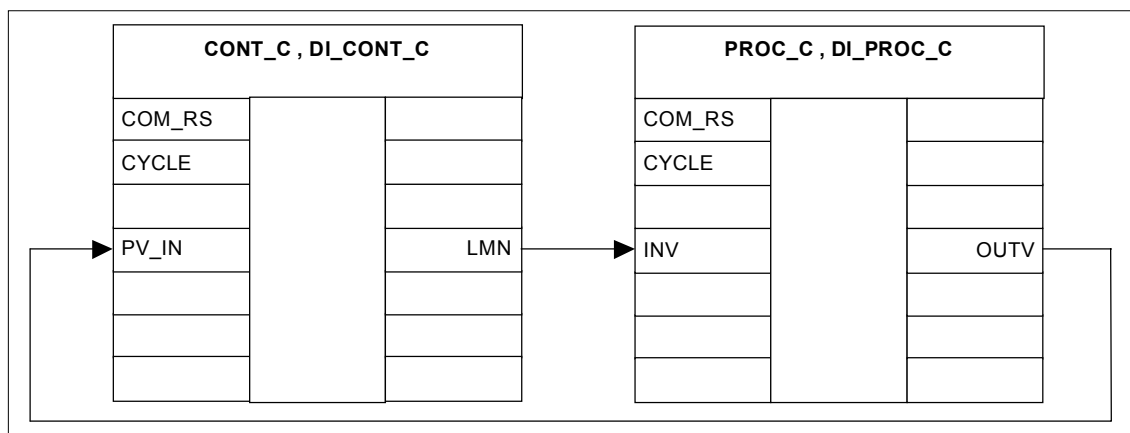 CONT_C , DI_CONT_C
COM_RS
CYCLE
PV_IN
LMN
PROC_C , DI_PROC_C
COM_RS
CYCLE
INV
OUTV